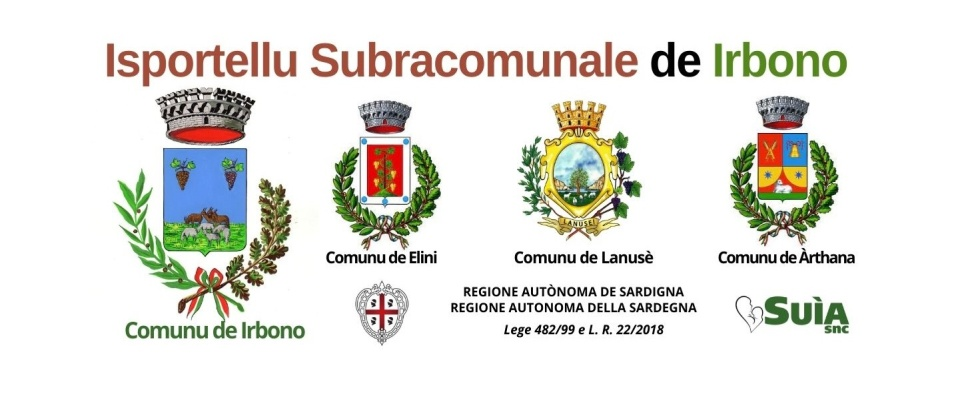 Isportellu Subracomunale de Irbono
LANUSEI
Comunu de Elini
Comunu de Lanusè
Comunu de Àrthana
Comunu de Irbono
REGIONE AUTÒNOMA DE SARDIGNA
REGIONE AUTONOMA DELLA SARDEGNA
Lege 482/99 e L. R. 22/2018
SUÌA
snc